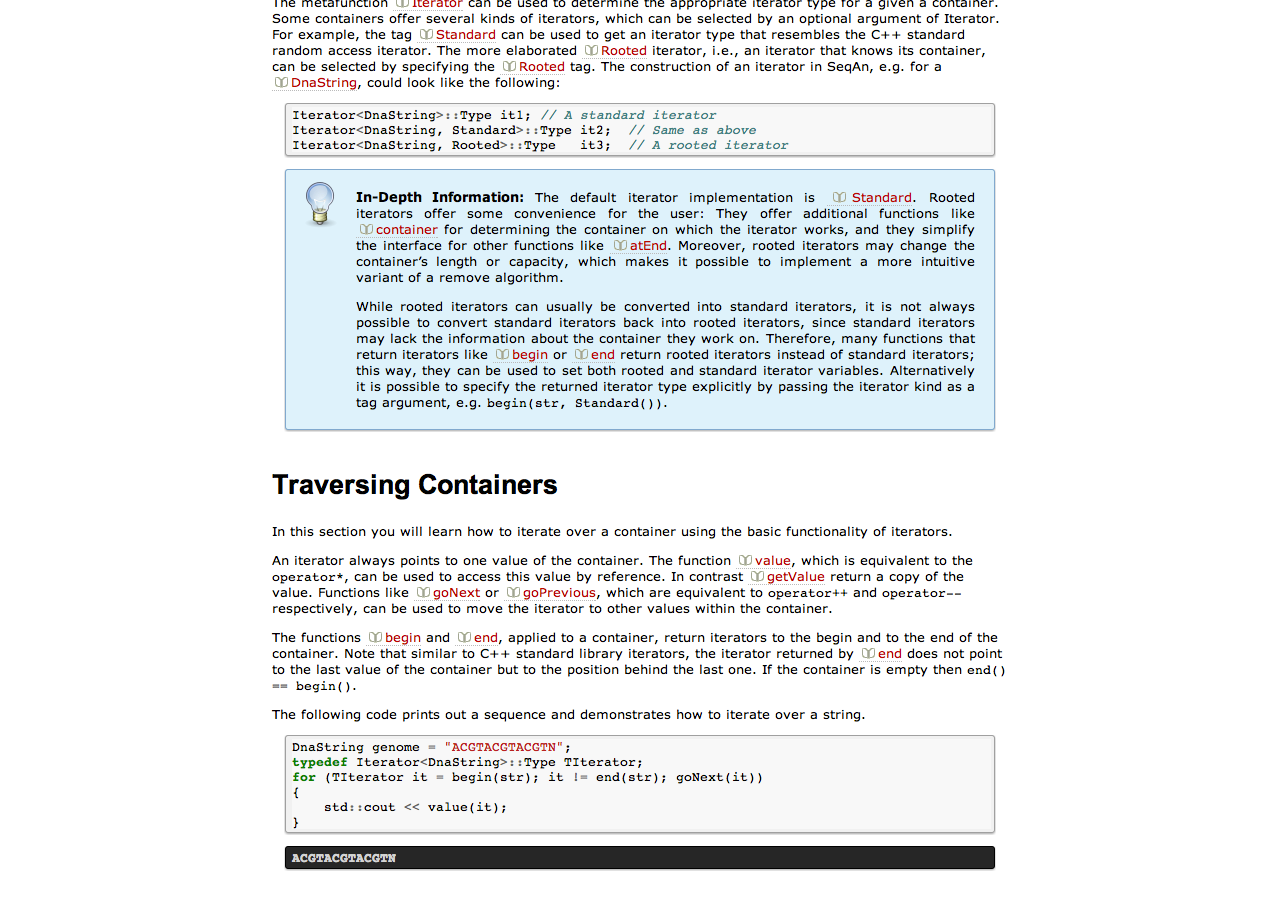 The metafunction Iterator can be used to determine the appropriate iterator type for a given a container.
Some containers offer several kinds of iterators, which can be selected by an optional argument of Iterator.
For example, the tag Standard can be used to get an iterator type that resembles the C++ standard
random access iterator. The more elaborated Rooted iterator, i.e., an iterator that knows its container,
can be selected by specifying the Rooted tag. The construction of an iterator in SeqAn, e.g. for a
DnaString, could look like the following:
Iterator<DnaString>::Type it1; // A standard iterator
Iterator<DnaString, Standard>::Type it2;  // Same as above
Iterator<DnaString, Rooted>::Type   it3;  // A rooted iterator
In-Depth Information: The default iterator implementation is Standard. Rooted
iterators offer some convenience for the user: They offer additional functions like
container for determining the container on which the iterator works, and they simplify
the interface for other functions like atEnd. Moreover, rooted iterators may change the
container’s length or capacity, which makes it possible to implement a more intuitive
variant of a remove algorithm.
While rooted iterators can usually be converted into standard iterators, it is not always
possible to convert standard iterators back into rooted iterators, since standard iterators
may lack the information about the container they work on. Therefore, many functions that
return iterators like begin or end return rooted iterators instead of standard iterators;
this way, they can be used to set both rooted and standard iterator variables. Alternatively
it is possible to specify the returned iterator type explicitly by passing the iterator kind as a
tag argument, e.g. begin(str, Standard()).
Traversing Containers
In this section you will learn how to iterate over a container using the basic functionality of iterators.
An iterator always points to one value of the container. The function value, which is equivalent to the
operator*, can be used to access this value by reference. In contrast getValue return a copy of the
value. Functions like goNext or goPrevious, which are equivalent to operator++ and operator--
respectively, can be used to move the iterator to other values within the container.
The functions begin and end, applied to a container, return iterators to the begin and to the end of the
container. Note that similar to C++ standard library iterators, the iterator returned by end does not point
to the last value of the container but to the position behind the last one. If the container is empty then end()
== begin().
The following code prints out a sequence and demonstrates how to iterate over a string.
DnaString genome = "ACGTACGTACGTN";
typedef Iterator<DnaString>::Type TIterator;
for (TIterator it = begin(str); it != end(str); goNext(it))
{
    std::cout << value(it);
}
ACGTACGTACGTN